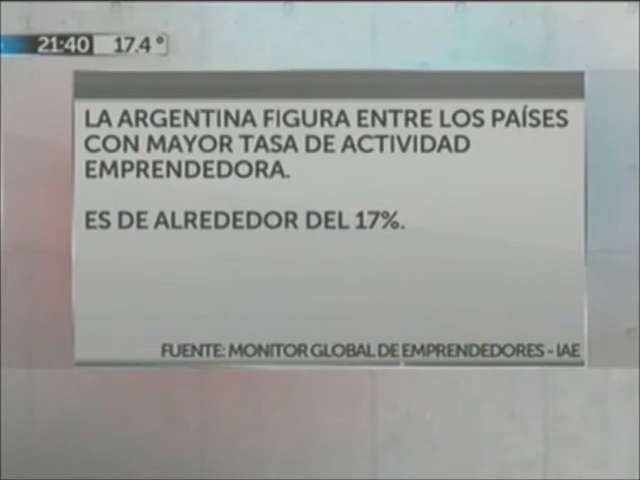 21:40 17.4°
LA ARGENTINA FIGURA ENTRE LOS PAÍSES
CON MAYOR TASA DE ACTIVIDAD
EMPRENDEDORA.
ES DE ALREDEDOR DEL 17%.
FUENTE: MONITOR GLOBAL DE EMPRENDEDORES - IAE